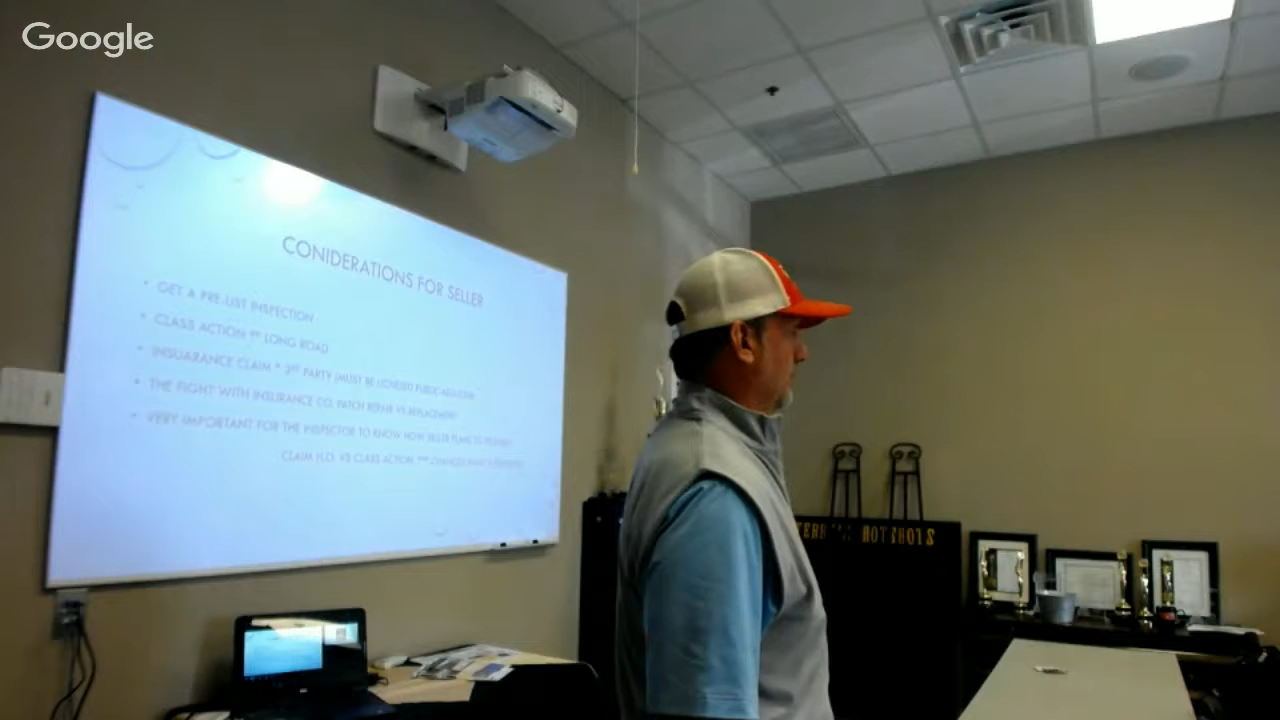 Google
CONIDERATIONS FOR SELLER
• GET A PRE-LIST INSPECTION
• CLASS ACTION *** LONG ROAD
• INSUARANCE CLAIM * 3RD PARTY (MUST BE LICNESED PUBLIC ADJUSTER)
• THE FIGHT WITH INSURANCE CO. PATCH REPAIR VS REPLACEMENT
• VERY IMPORTANT FOR THE INSPECTOR TO KNOW HOW SELLER PLANS TO
CLAIM H.O. VS CLASS ACTION ***
HOTSHOTS